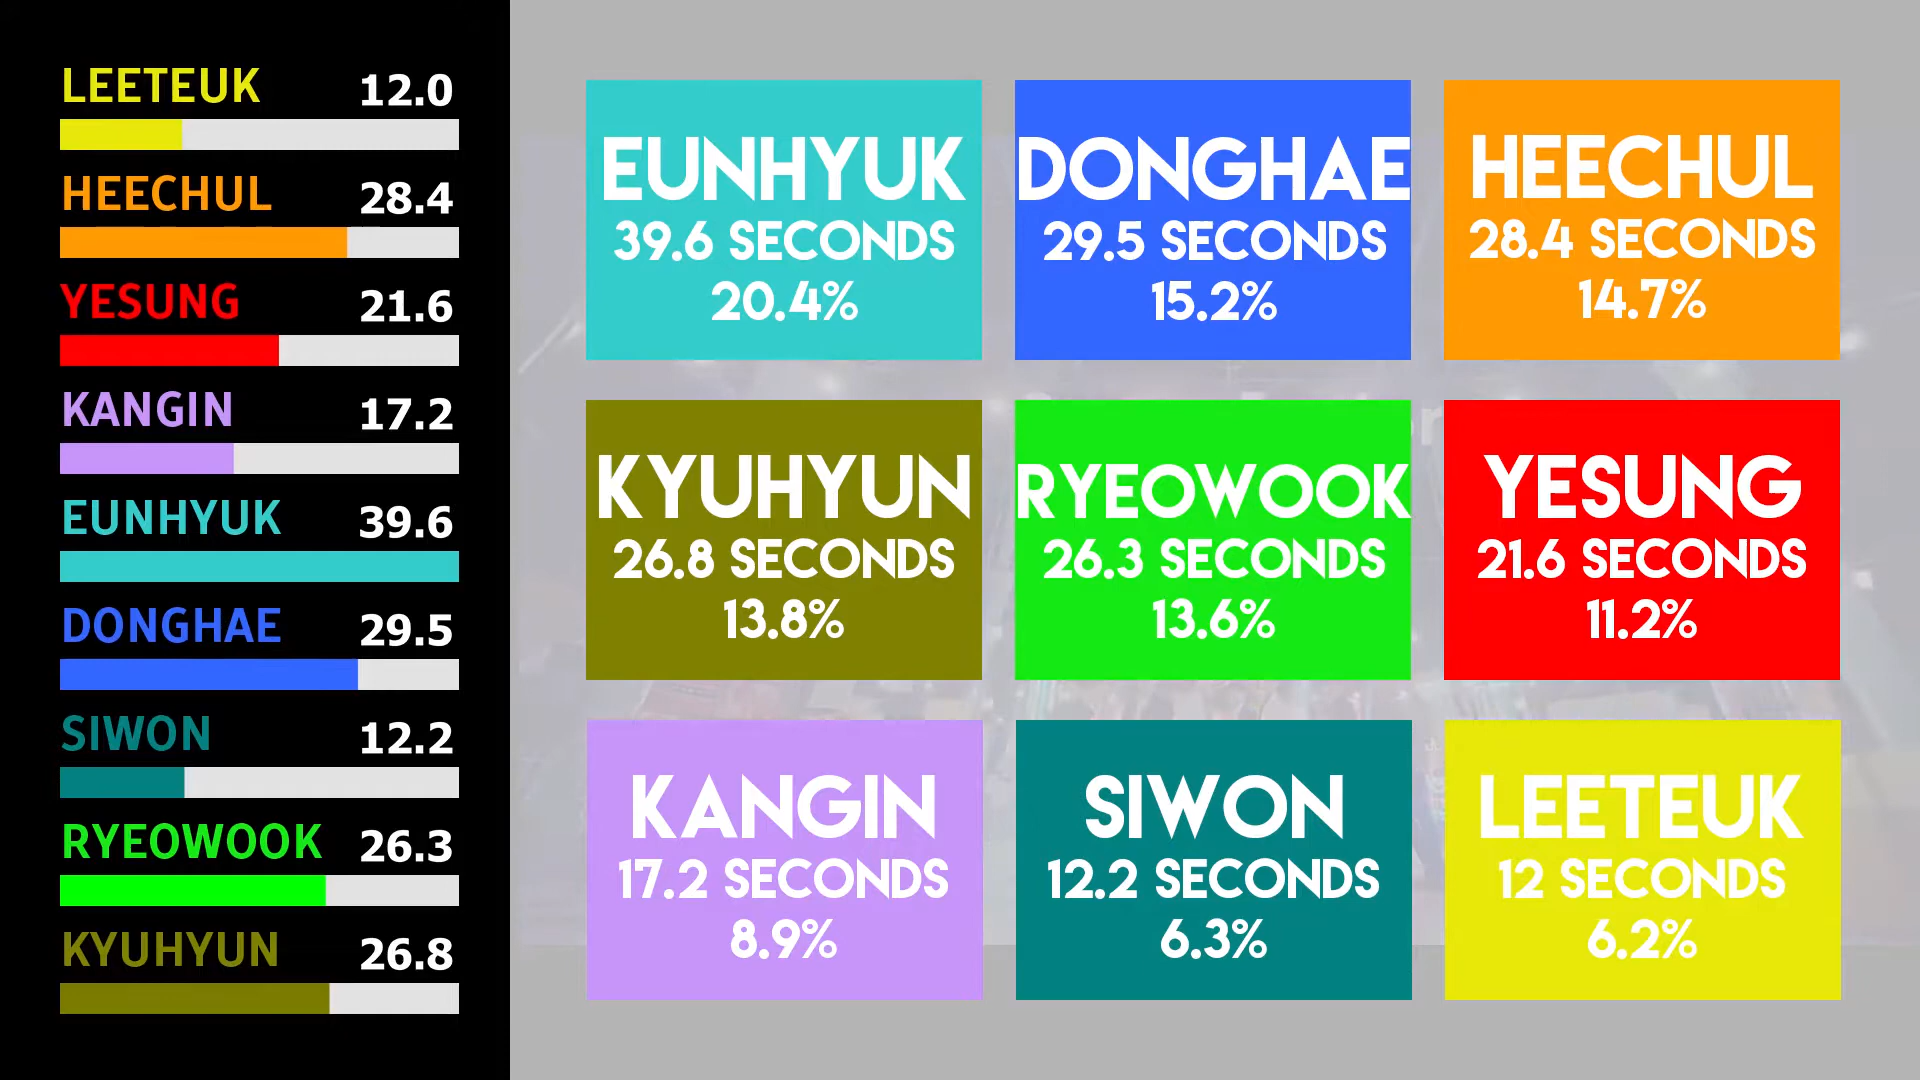 LEETEUK 12.0
HEECHUL 28.4
YESUNG 21.6
KANGIN 17.2
EUNHYUK 39.6
DONGHAE 29.5
SIWON 12.2
RYEOWOOK 26.3
KYUHYUN 26.8
EUNHYUK
39.6 SECONDS
20.4%
DONGHAE
29.5 SECONDS
15.2%
HEECHUL
28.4 SECONDS
14.7%
KYUHYUN
26.8 SECONDS
13.8%
RYEOWOOK
26.3 SECONDS
13.6%
YESUNG
21.6 SECONDS
11.2%
KANGIN
17.2 SECONDS
8.9%
SIWON
12.2 SECONDS
6.3%
LEETEUK
12 SECONDS
6.2%